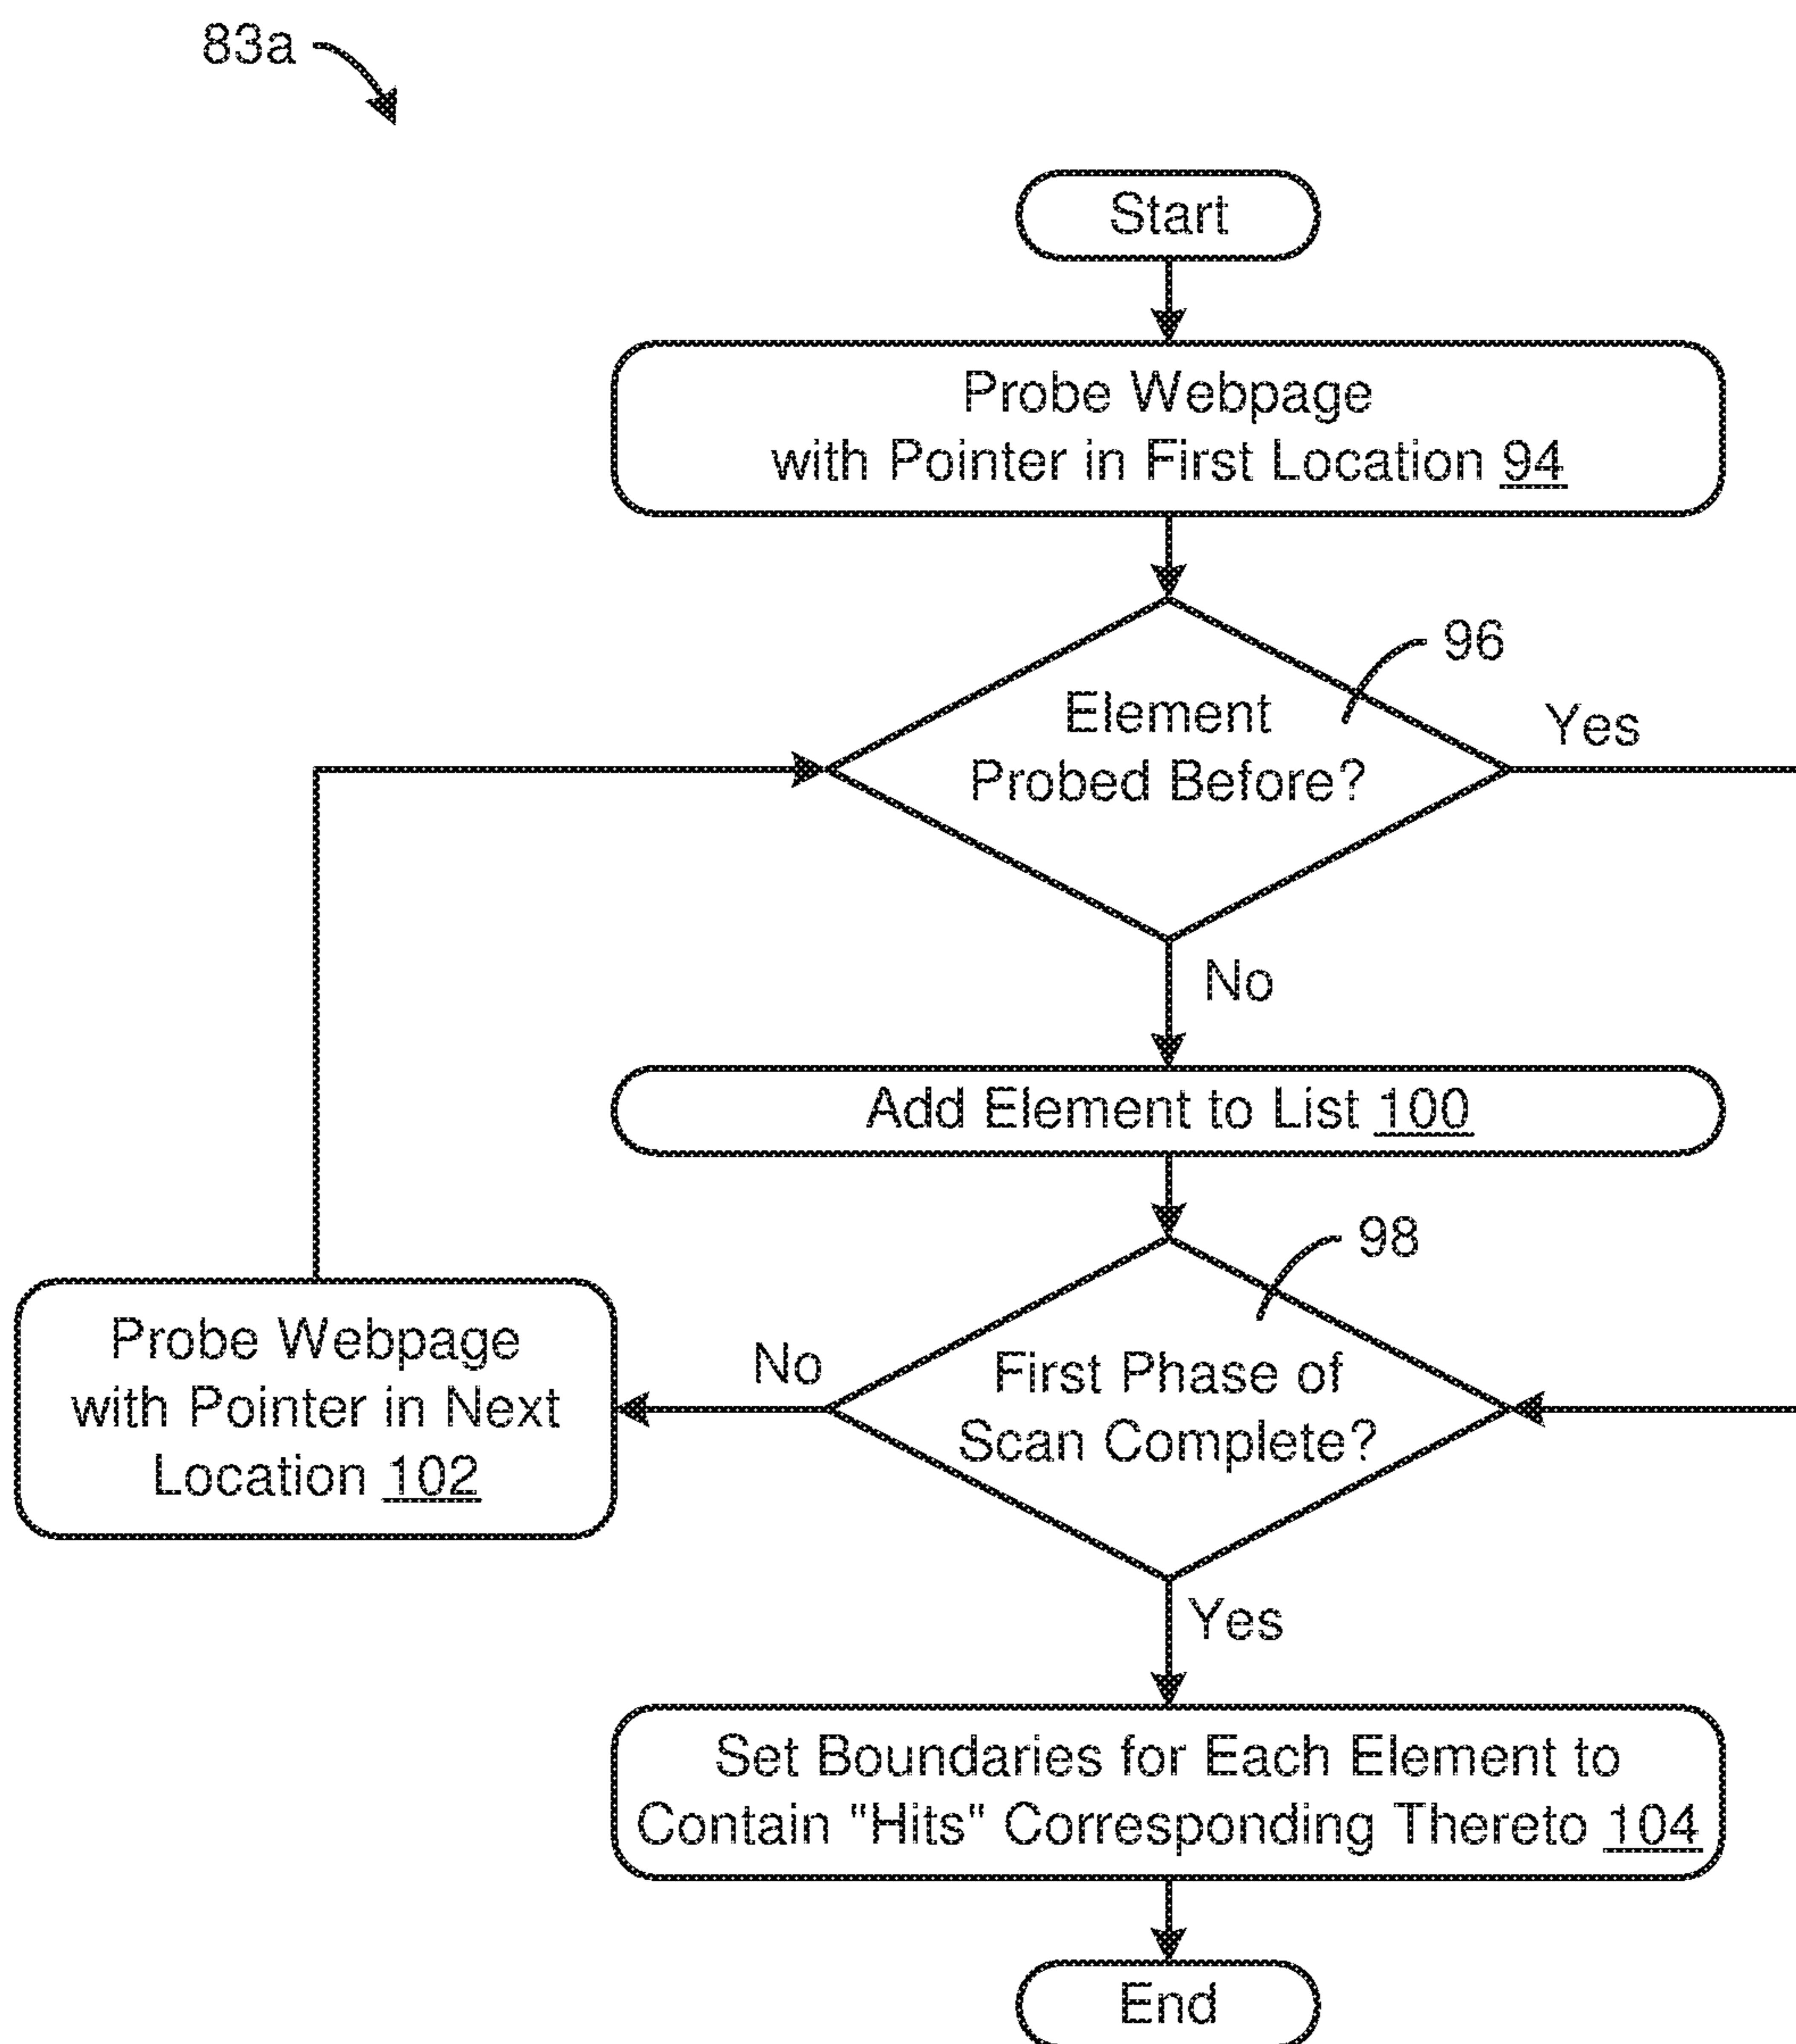 83a
Start
Probe Webpage
with Pointer in First Location 94
96
Element
Probed Before?
Yes
No
Add Element to List 100
98
First Phase of
Scan Complete?
No
Probe Webpage
with Pointer in Next
Location 102
Yes
Set Boundaries for Each Element to
Contain "Hits" Corresponding Thereto 104
End